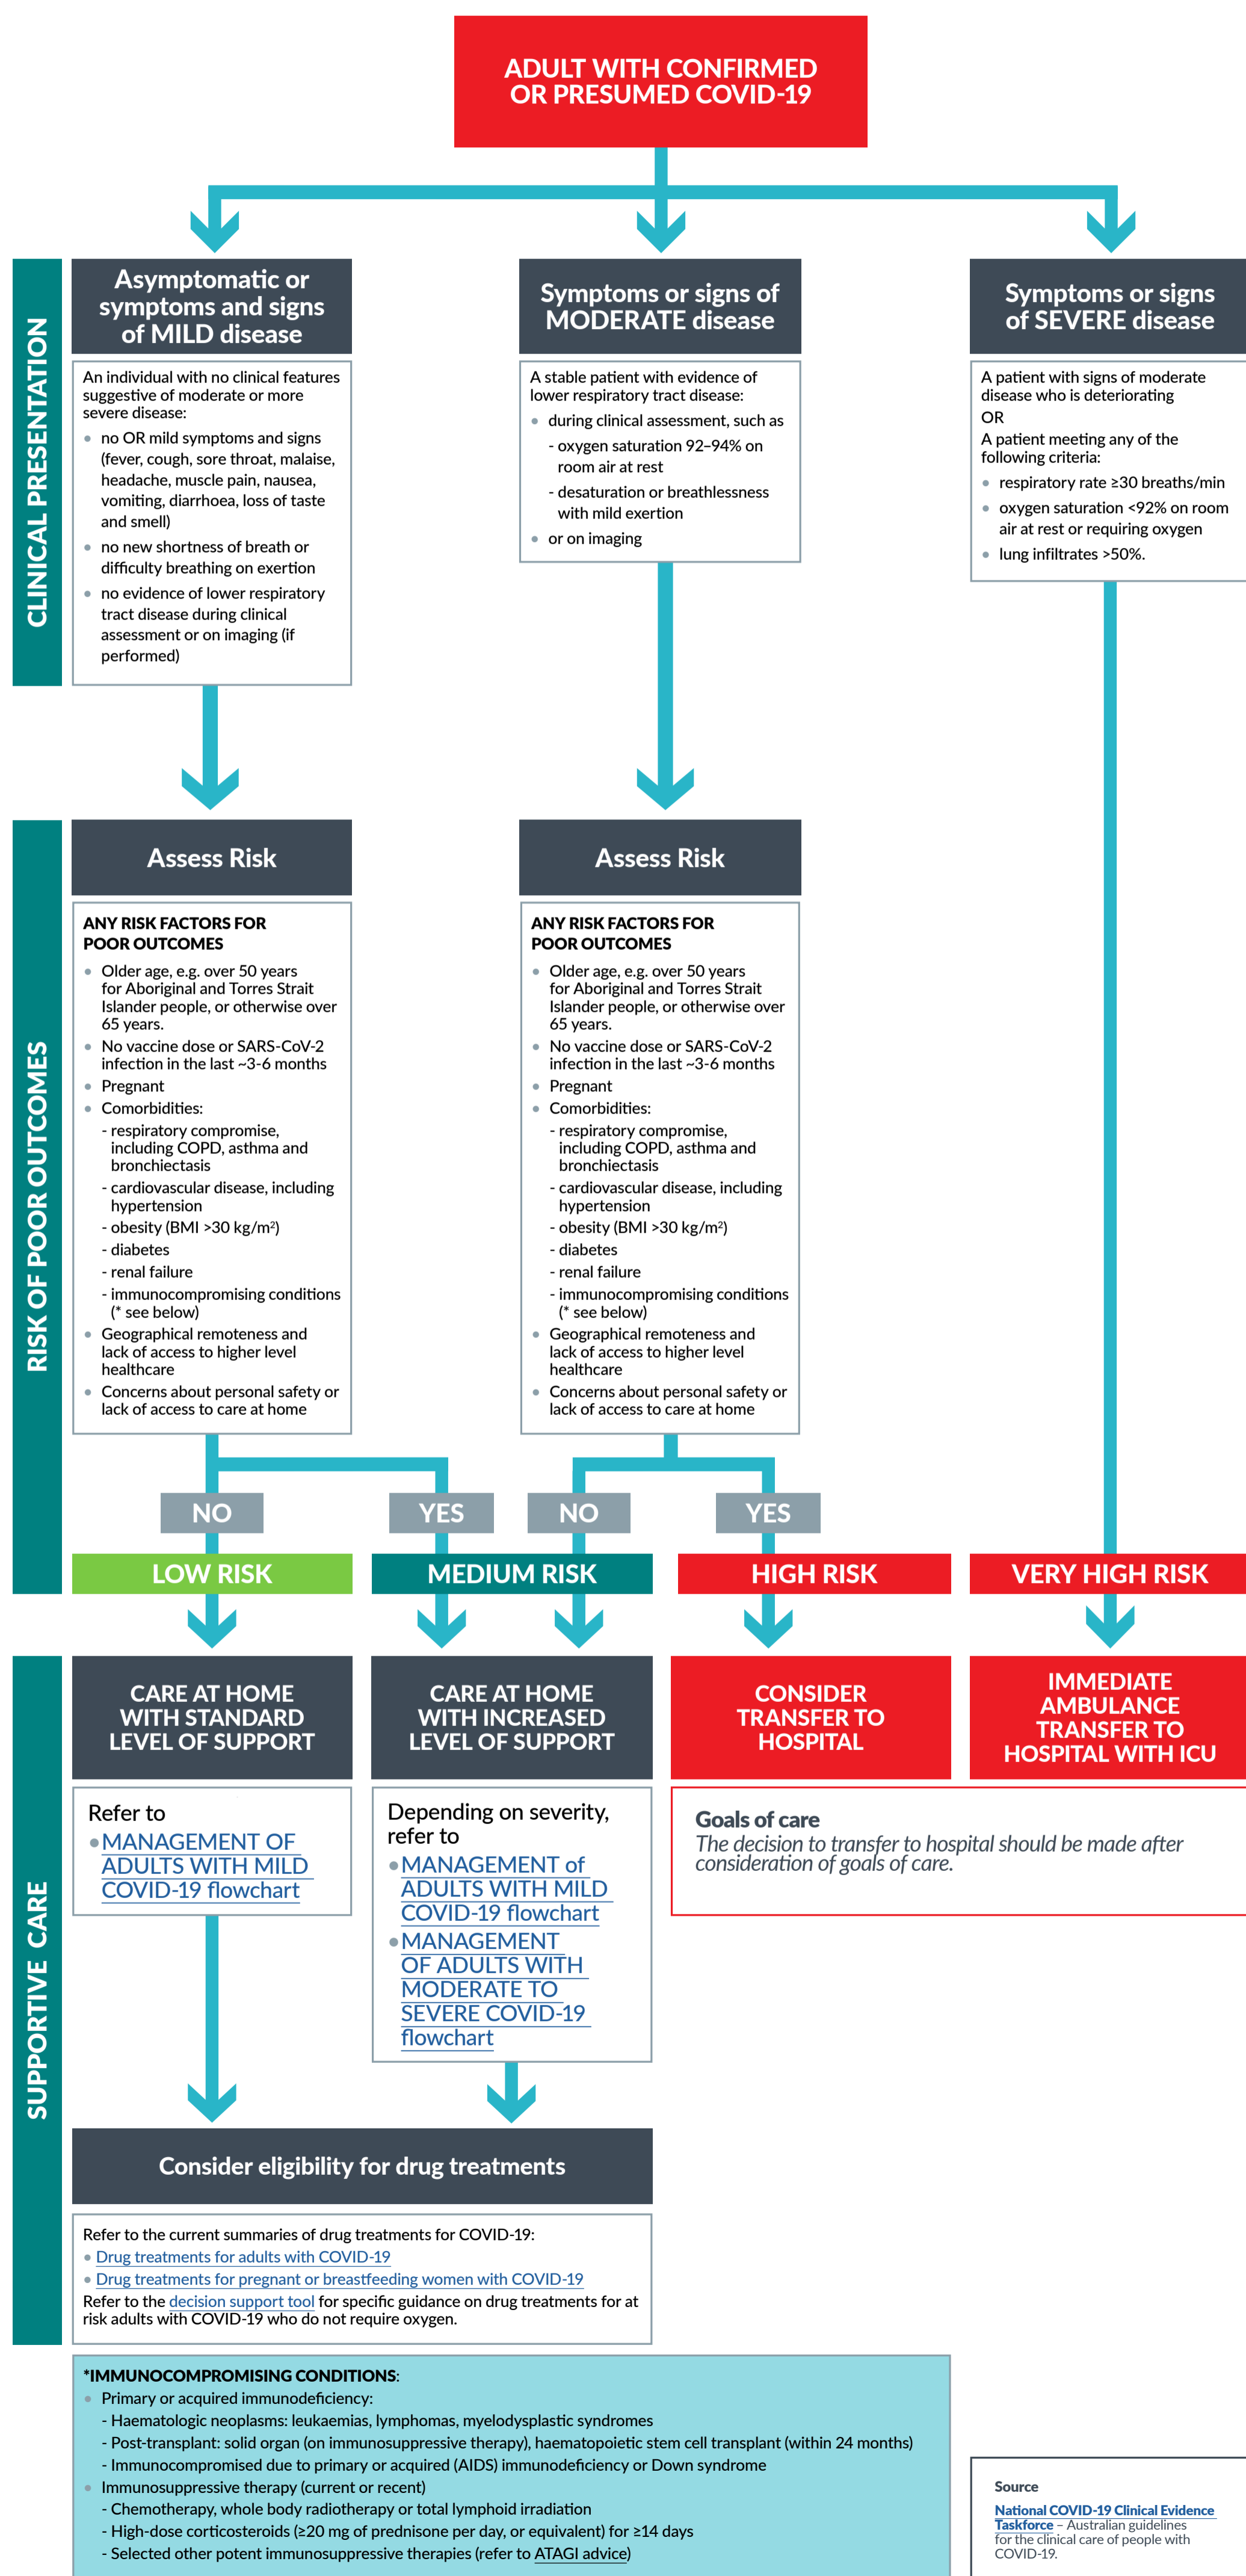 ADULT WITH CONFIRMED
OR PRESUMED COVID-19
CLINICAL PRESENTATION
Asymptomatic or
symptoms and signs
of MILD disease
An individual with no clinical features
suggestive of moderate or more
severe disease:
• no OR mild symptoms and signs
(fever, cough, sore throat, malaise,
headache, muscle pain, nausea,
vomiting, diarrhoea, loss of taste
and smell)
• no new shortness of breath or
difficulty breathing on exertion
• no evidence of lower respiratory
tract disease during clinical
assessment or on imaging (if
performed)
Symptoms or signs of
MODERATE disease
A stable patient with evidence of
lower respiratory tract disease:
• during clinical assessment, such as
- oxygen saturation 92–94% on
room air at rest
- desaturation or breathlessness
with mild exertion
• or on imaging
Symptoms or signs
of SEVERE disease
A patient with signs of moderate
disease who is deteriorating
OR
A patient meeting any of the
following criteria:
• respiratory rate ≥30 breaths/min
• oxygen saturation <92% on room
air at rest or requiring oxygen
• lung infiltrates >50%.
RISK OF POOR OUTCOMES
Assess Risk
ANY RISK FACTORS FOR
POOR OUTCOMES
• Older age, e.g. over 50 years
for Aboriginal and Torres Strait
Islander people, or otherwise over
65 years.
• No vaccine dose or SARS-CoV-2
infection in the last ~3-6 months
• Pregnant
• Comorbidities:
- respiratory compromise,
including COPD, asthma and
bronchiectasis
- cardiovascular disease, including
hypertension
- obesity (BMI >30 kg/m²)
- diabetes
- renal failure
- immunocompromising conditions
(* see below)
• Geographical remoteness and
lack of access to higher level
healthcare
• Concerns about personal safety or
lack of access to care at home
Assess Risk
ANY RISK FACTORS FOR
POOR OUTCOMES
• Older age, e.g. over 50 years
for Aboriginal and Torres Strait
Islander people, or otherwise over
65 years.
• No vaccine dose or SARS-CoV-2
infection in the last ~3-6 months
• Pregnant
• Comorbidities:
- respiratory compromise,
including COPD, asthma and
bronchiectasis
- cardiovascular disease, including
hypertension
- obesity (BMI >30 kg/m²)
- diabetes
- renal failure
- immunocompromising conditions
(* see below)
• Geographical remoteness and
lack of access to higher level
healthcare
• Concerns about personal safety or
lack of access to care at home
NO
YES
NO
YES
LOW RISK
MEDIUM RISK
HIGH RISK
VERY HIGH RISK
SUPPORTIVE CARE
CARE AT HOME
WITH STANDARD
LEVEL OF SUPPORT
Refer to
• MANAGEMENT OF
ADULTS WITH MILD
COVID-19 flowchart
CARE AT HOME
WITH INCREASED
LEVEL OF SUPPORT
Depending on severity,
refer to
• MANAGEMENT of
ADULTS WITH MILD
COVID-19 flowchart
• MANAGEMENT
OF ADULTS WITH
MODERATE TO
SEVERE COVID-19
flowchart
CONSIDER
TRANSFER TO
HOSPITAL
IMMEDIATE
AMBULANCE
TRANSFER TO
HOSPITAL WITH ICU
Goals of care
The decision to transfer to hospital should be made after
consideration of goals of care.
Consider eligibility for drug treatments
Refer to the current summaries of drug treatments for COVID-19:
• Drug treatments for adults with COVID-19
• Drug treatments for pregnant or breastfeeding women with COVID-19
Refer to the decision support tool for specific guidance on drug treatments for at
risk adults with COVID-19 who do not require oxygen.
*IMMUNOCOMPROMISING CONDITIONS:
• Primary or acquired immunodeficiency:
- Haematologic neoplasms: leukaemias, lymphomas, myelodysplastic syndromes
- Post-transplant: solid organ (on immunosuppressive therapy), haematopoietic stem cell transplant (within 24 months)
- Immunocompromised due to primary or acquired (AIDS) immunodeficiency or Down syndrome
• Immunosuppressive therapy (current or recent)
- Chemotherapy, whole body radiotherapy or total lymphoid irradiation
- High-dose corticosteroids (≥20 mg of prednisone per day, or equivalent) for ≥14 days
- Selected other potent immunosuppressive therapies (refer to ATAGI advice)
Source
National COVID-19 Clinical Evidence
Taskforce – Australian guidelines
for the clinical care of people with
COVID-19.